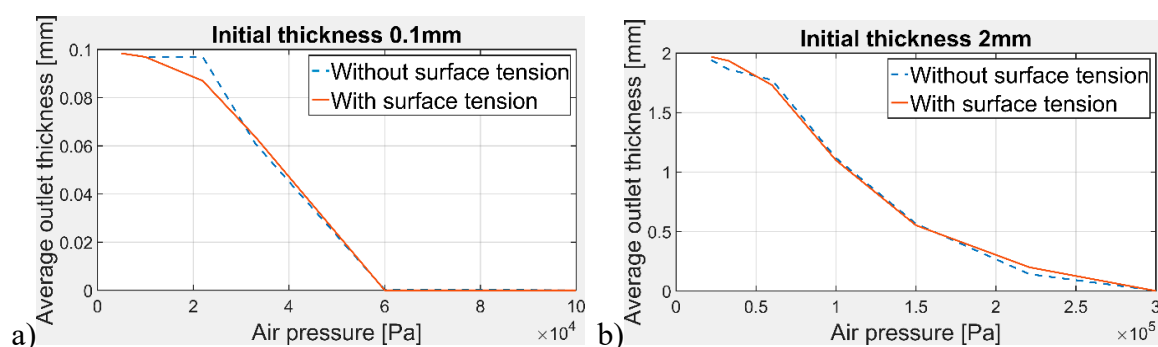 Initial thickness 0.1mm
Average outlet thickness [mm]
0.1
0.08
0.06
0.04
0.02
0
Without surface tension
With surface tension
0 2 4 6 8 10
Air pressure [Pa]
×10⁴
a)
Initial thickness 2mm
Average outlet thickness [mm]
2
1.5
1
0.5
0
Without surface tension
With surface tension
0 0.5 1 1.5 2 2.5 3
Air pressure [Pa]
×10⁵
b)